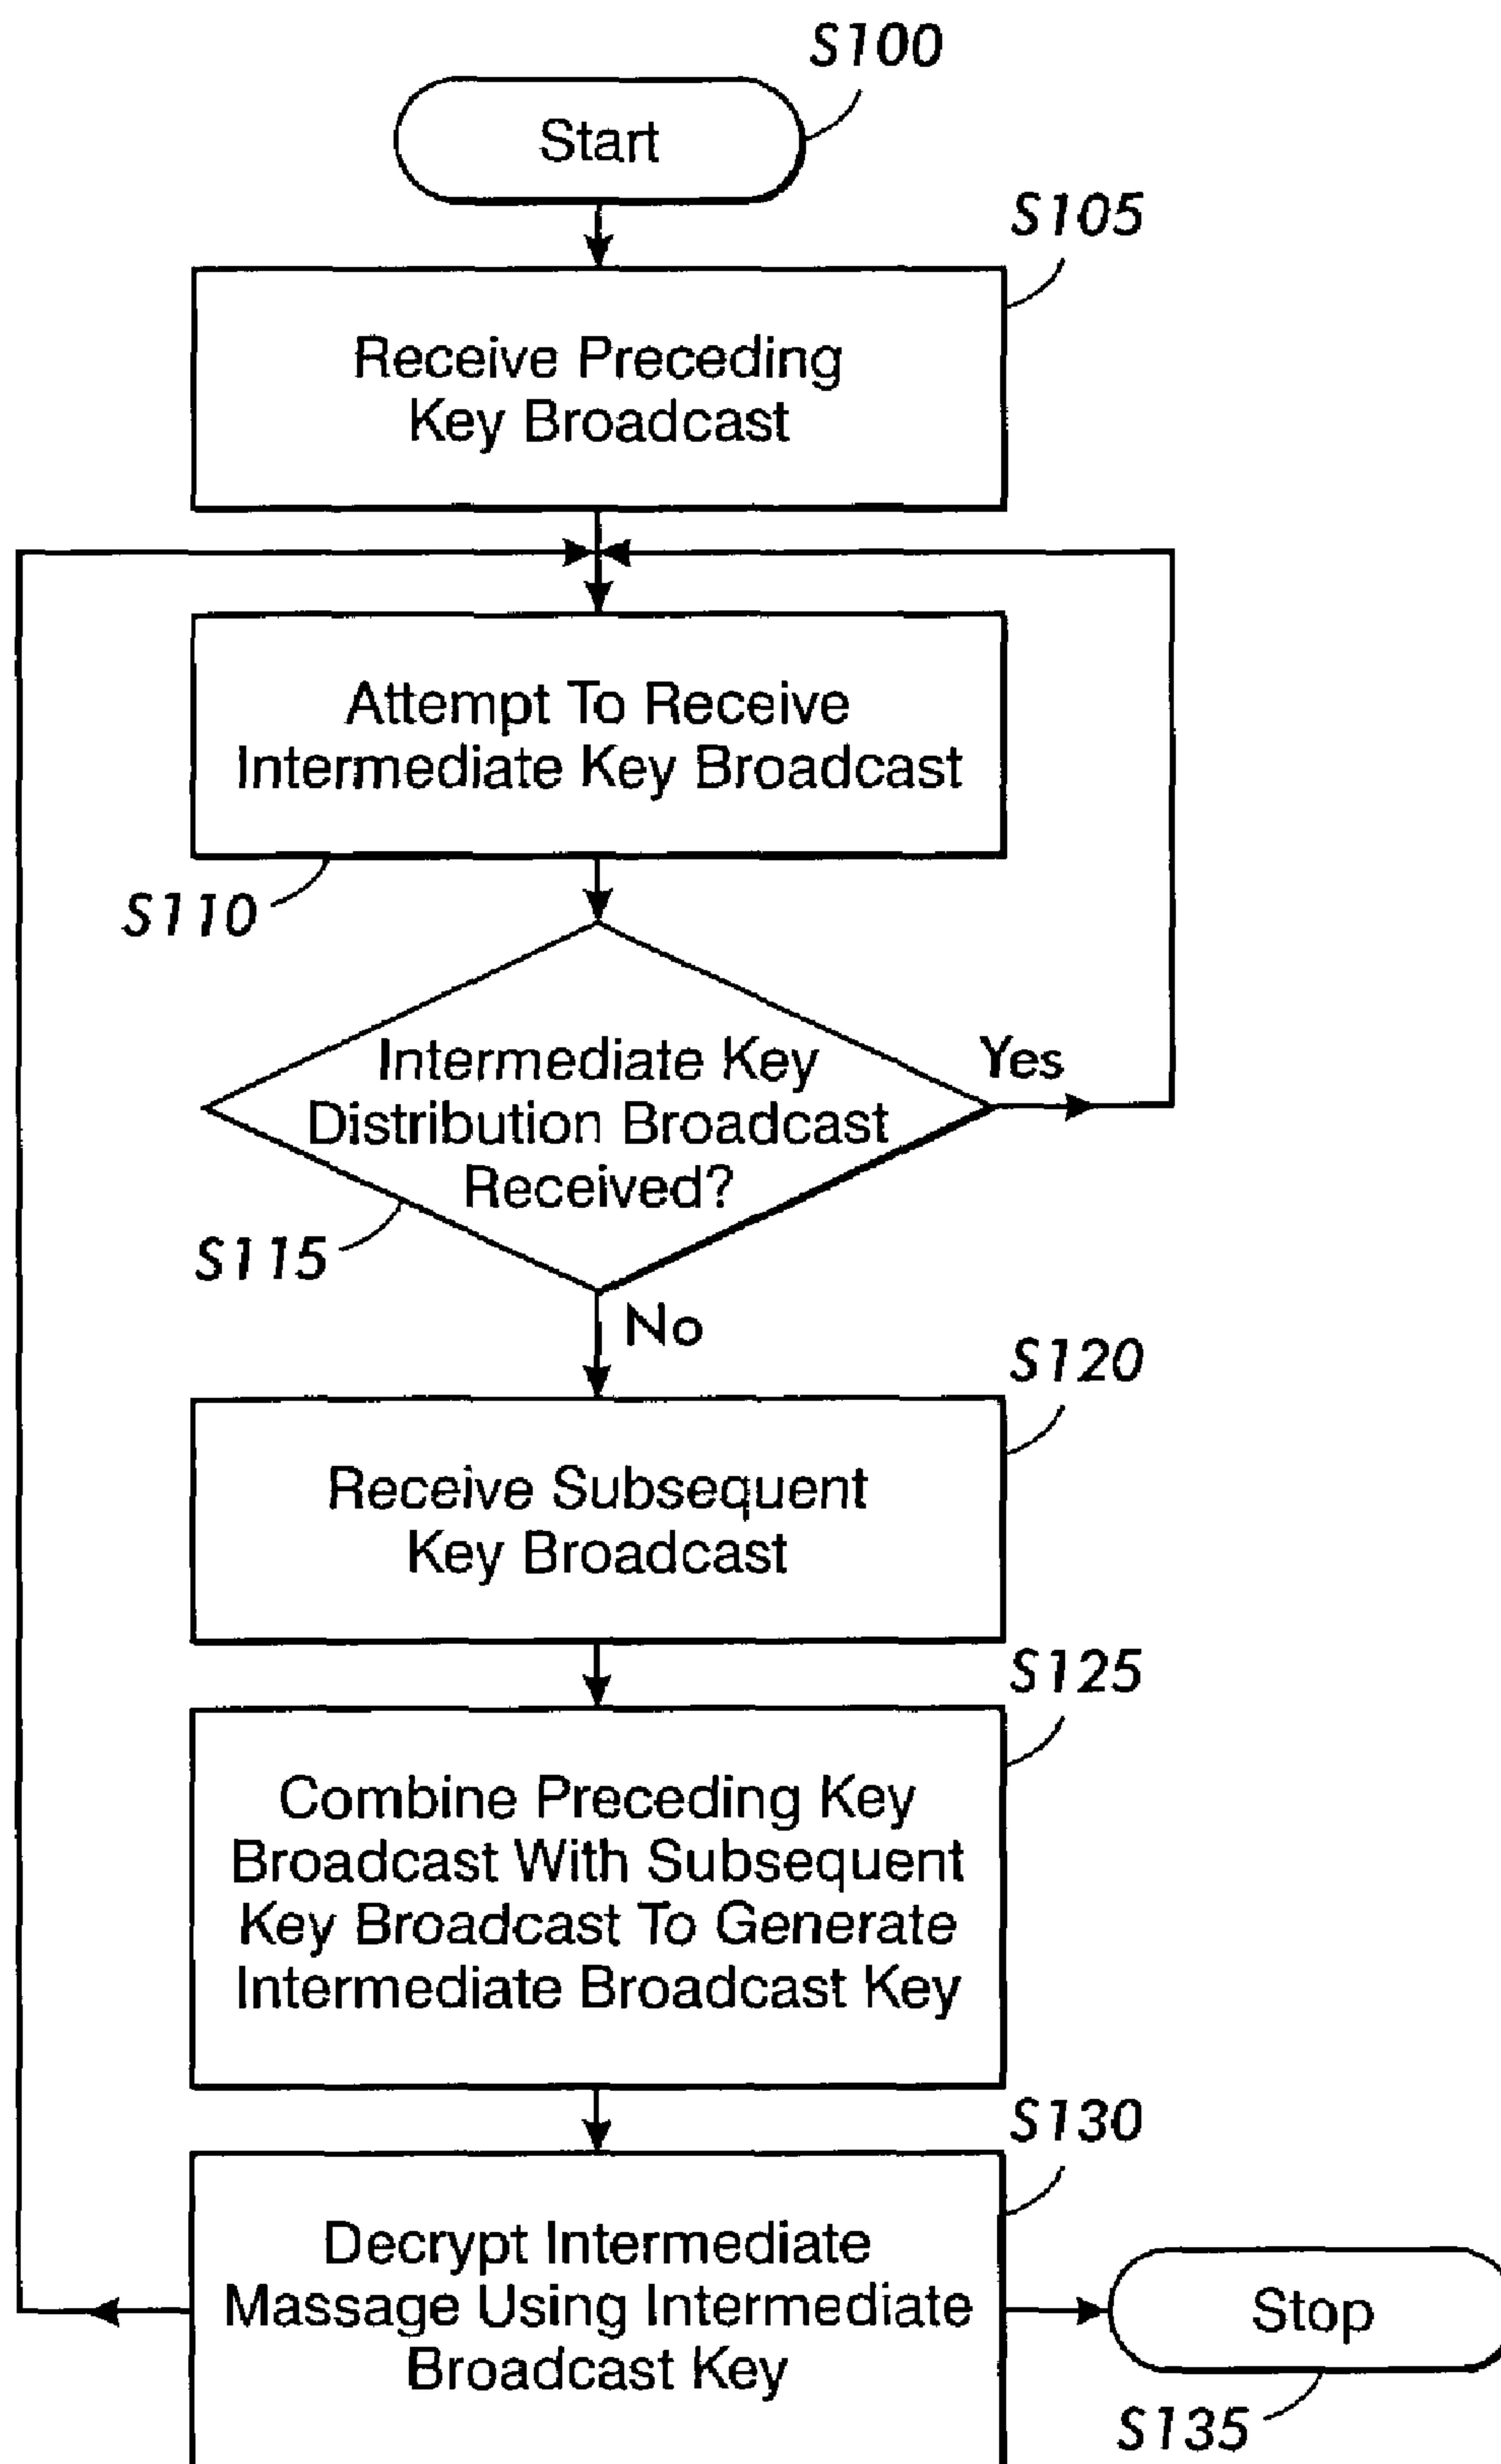 S100
Start
S105
Receive Preceding
Key Broadcast
Attempt To Receive
Intermediate Key Broadcast
S110
Intermediate Key
Distribution Broadcast
Received?
Yes
S115
No
S120
Receive Subsequent
Key Broadcast
S125
Combine Preceding Key
Broadcast With Subsequent
Key Broadcast To Generate
Intermediate Broadcast Key
S130
Decrypt Intermediate
Massage Using Intermediate
Broadcast Key
Stop
S135